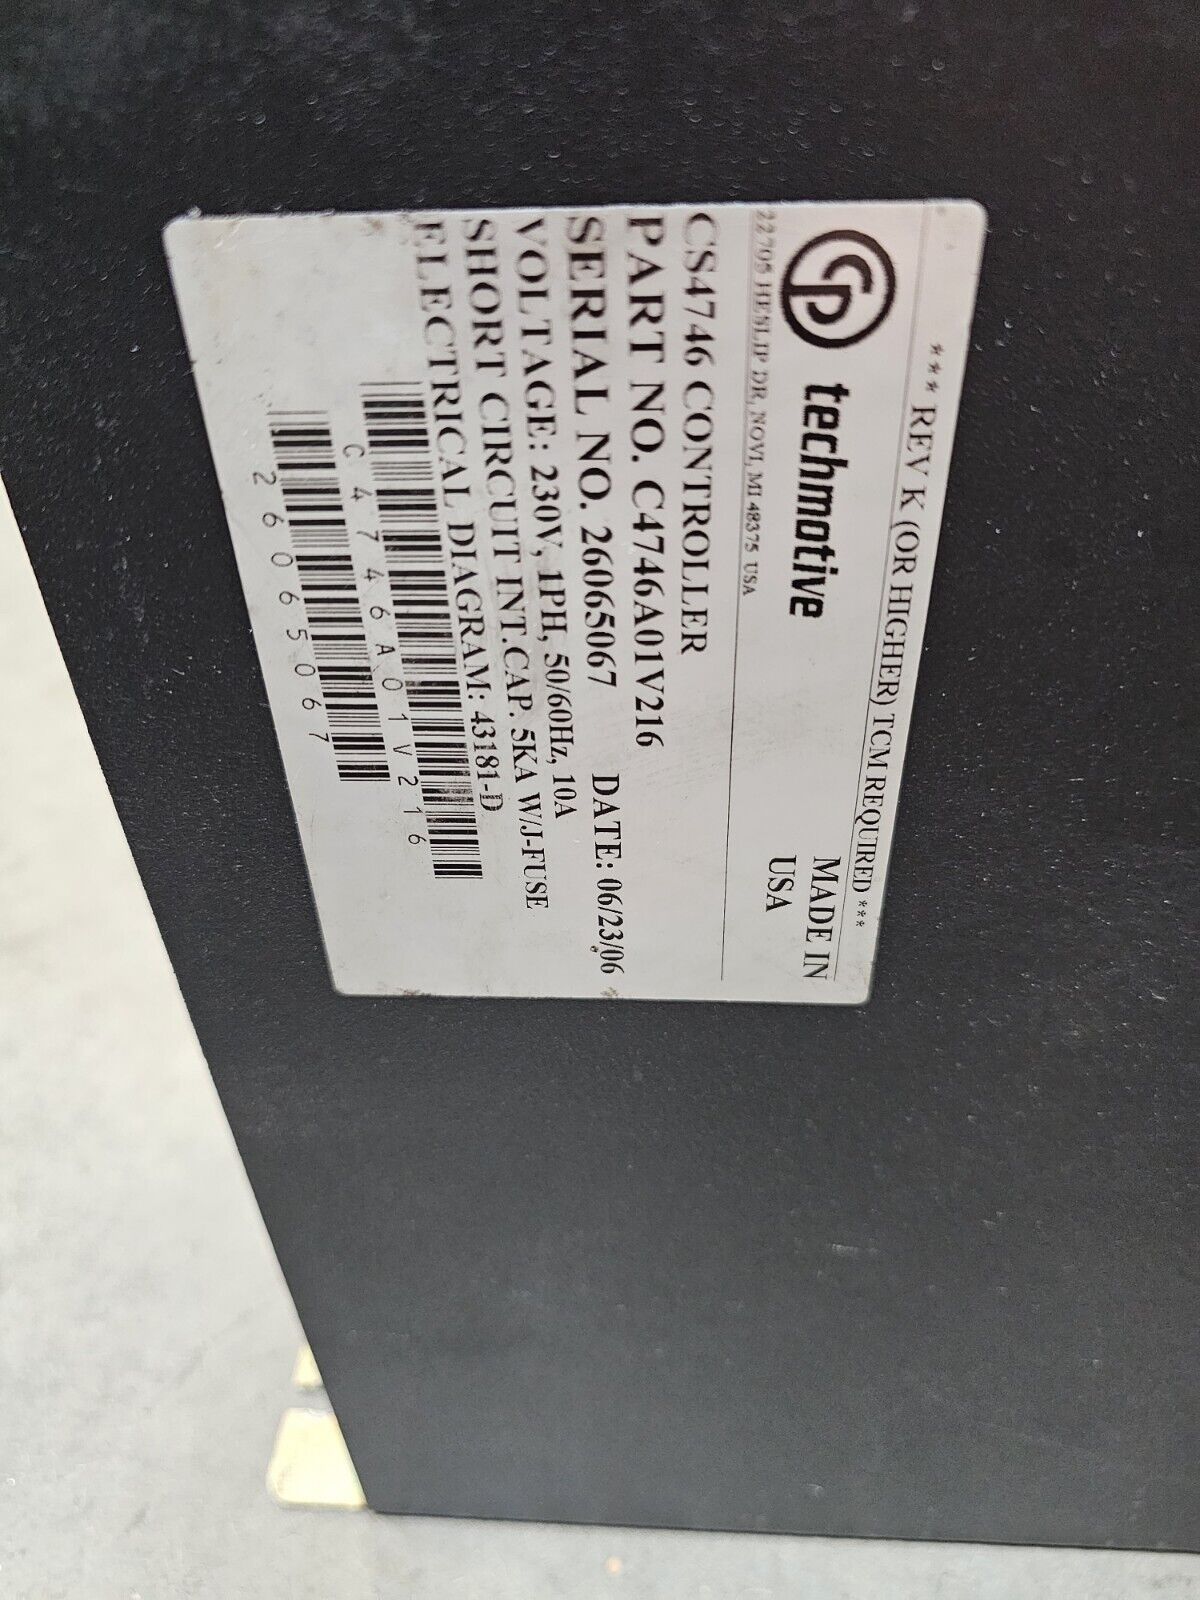 *** REV K (OR HIGHER) TCM REQUIRED ***
CP techmotive
MADE IN
USA
22705 HESLIP DR, NOVI, MI 48375 USA
CS4746 CONTROLLER
PART NO. C4746A01V216
SERIAL NO. 26065067 DATE: 06/23/06
VOLTAGE: 230V, 1PH, 50/60Hz, 10A
SHORT CIRCUIT INT.CAP. 5KA W/J-FUSE
ELECTRICAL DIAGRAM: 43181-D
C4746A01V216
26065067